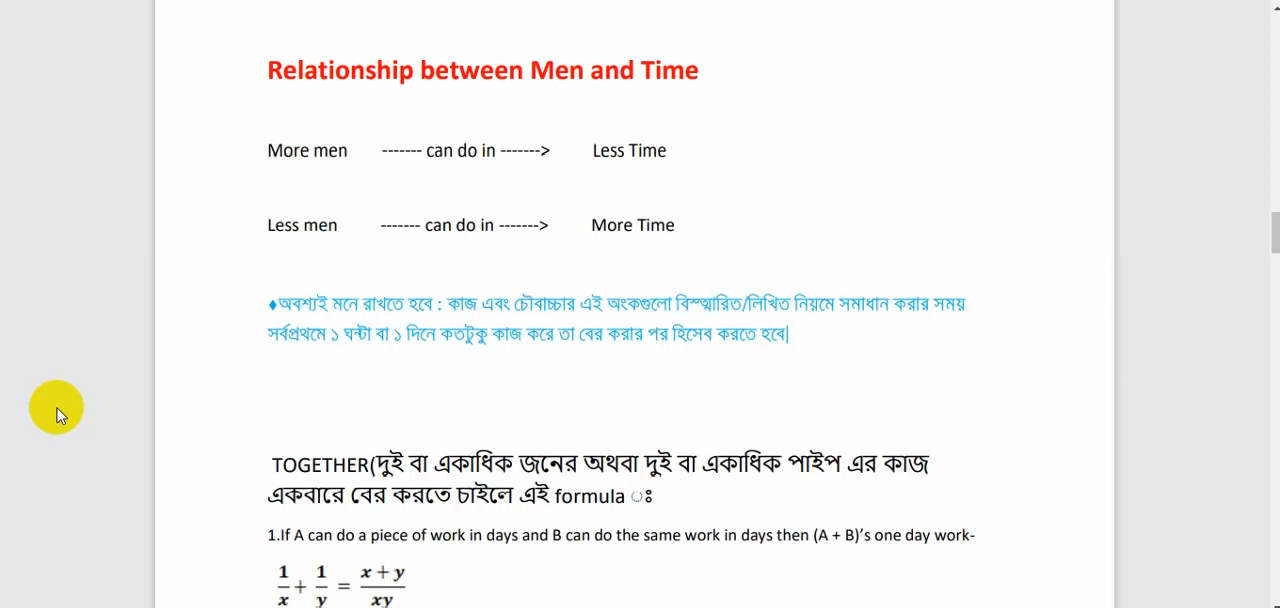 Relationship between Men and Time
More men ------- can do in -------> Less Time
Less men ------- can do in -------> More Time
♦অবশ্যই মনে রাখতে হবে : কাজ এবং চৌবাচ্চার এই অংকগুলো বিস্ত্মারিত/লিখিত নিয়মে সমাধান করার সময়
সর্বপ্রথমে ১ ঘন্টা বা ১ দিনে কতটুকু কাজ করে তা বের করার পর হিসেব করতে হবে|
TOGETHER(দুই বা একাধিক জনের অথবা দুই বা একাধিক পাইপ এর কাজ
একবারে বের করতে চাইলে এই formula ঃ
1.If A can do a piece of work in days and B can do the same work in days then (A + B)’s one day work-
1/x + 1/y = x + y/xy